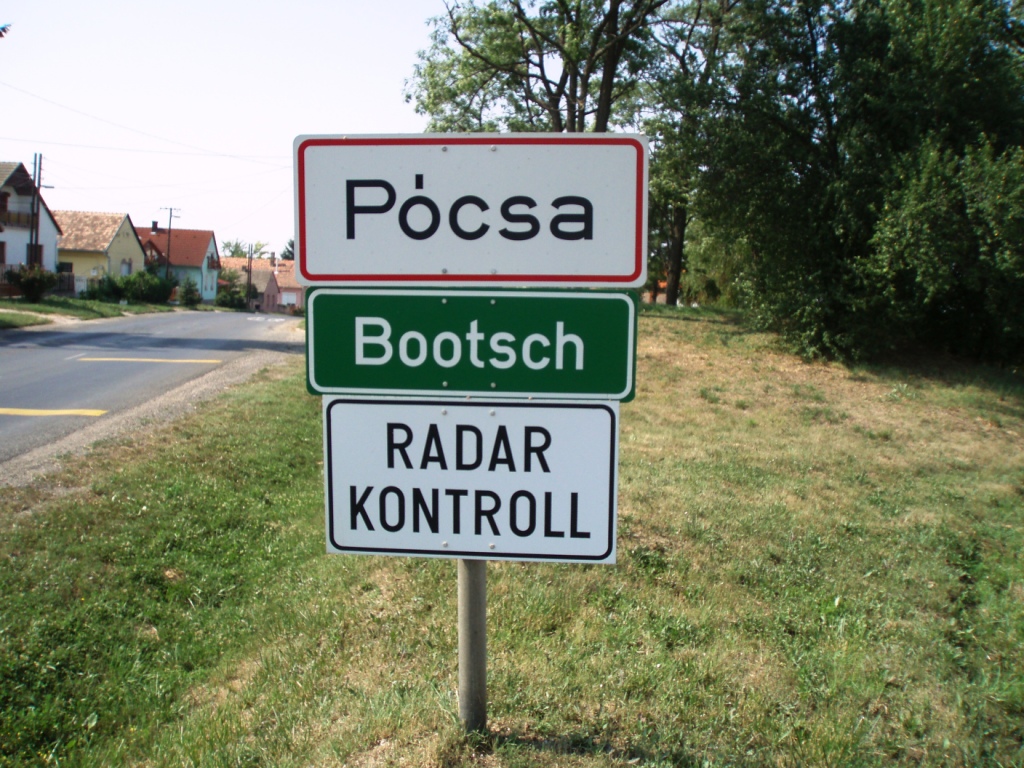 Pócsa
Bootsch
RADAR
KONTROLL